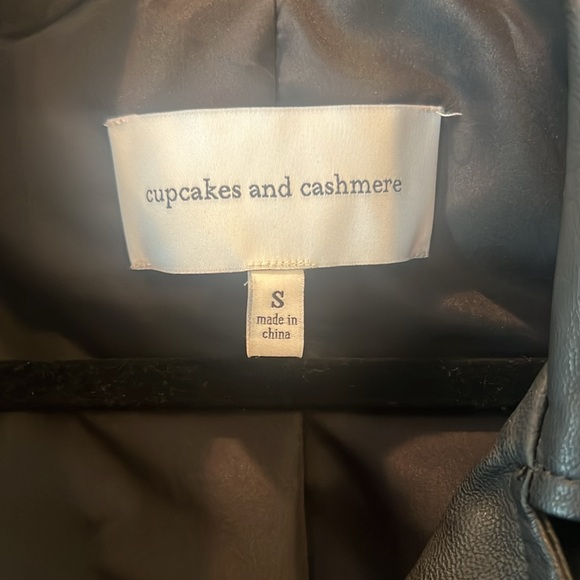 cupcakes and cashmere
S
made in
china